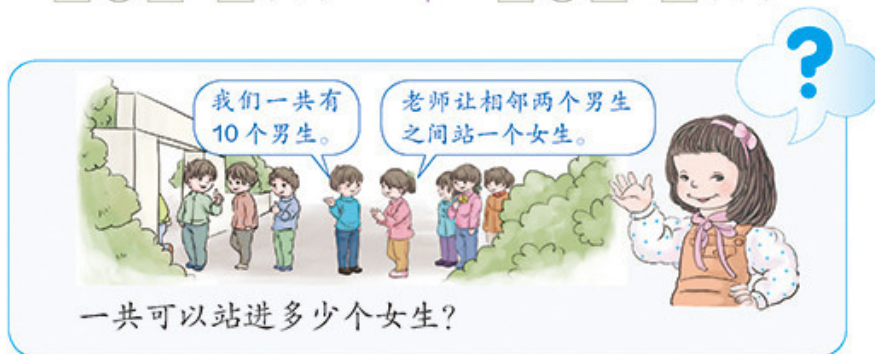 我们一共有
10个男生。
老师让相邻两个男生
之间站一个女生。
?
一共可以站进多少个女生?